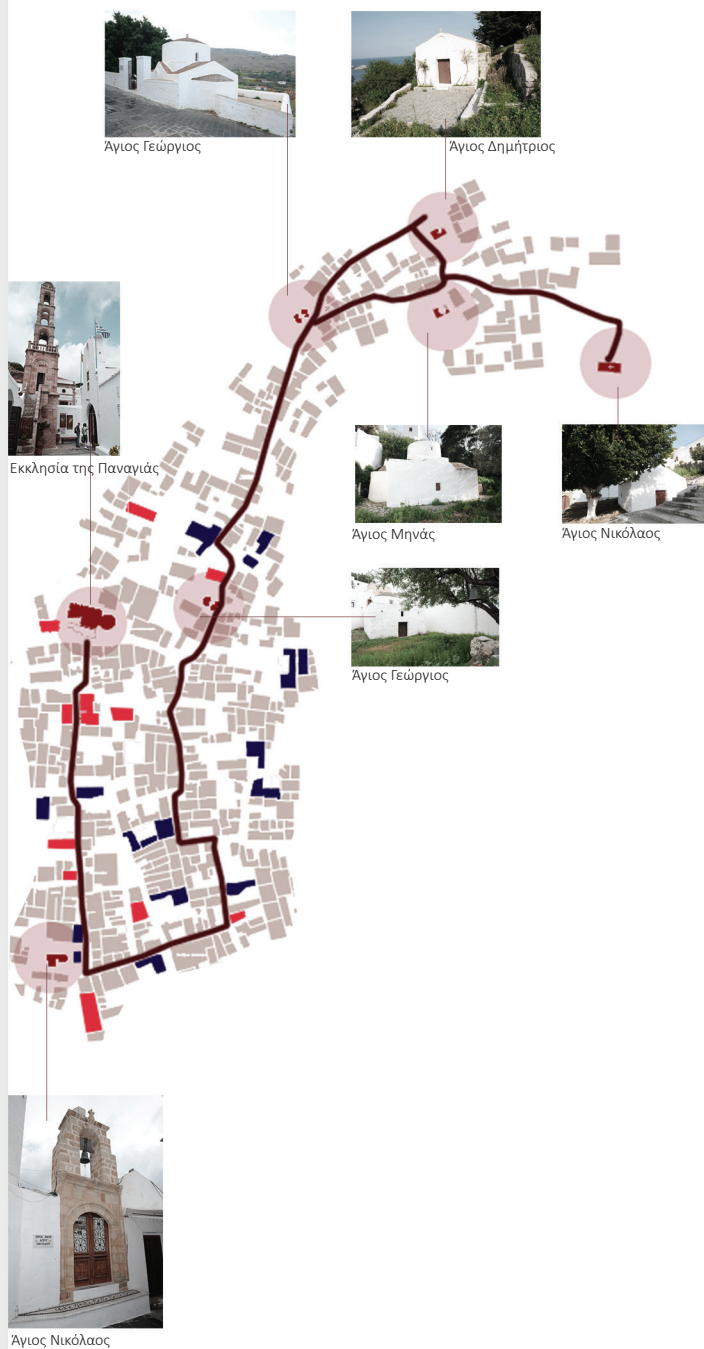 Άγιος Γεώργιος
Άγιος Δημήτριος
Εκκλησία της Παναγιάς
Άγιος Μηνάς
Άγιος Νικόλαος
Άγιος Γεώργιος
Άγιος Νικόλαος